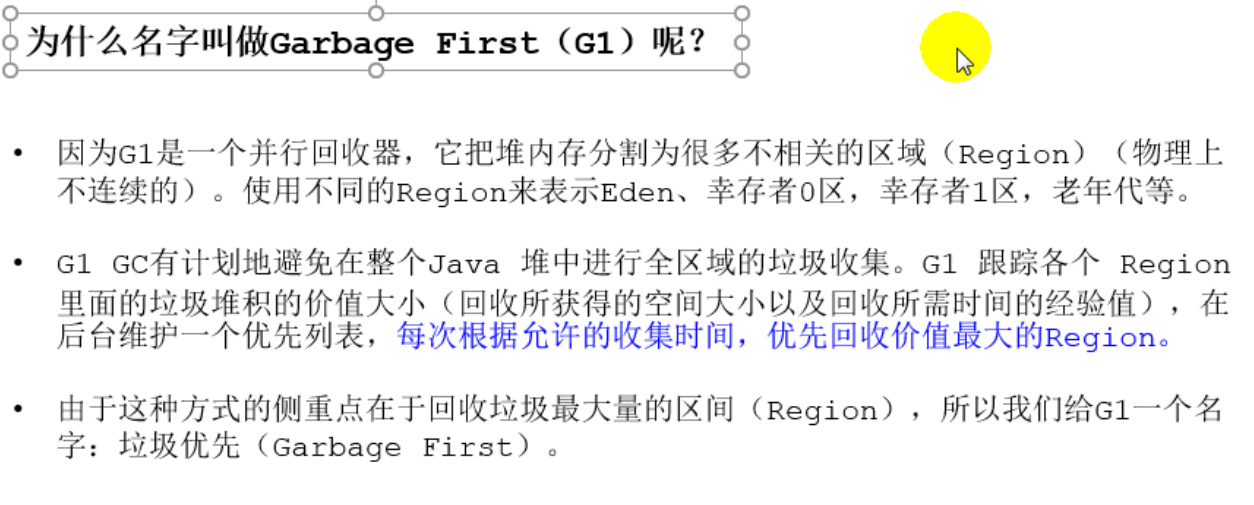 为什么名字叫做Garbage First（G1）呢？
• 因为G1是一个并行回收器，它把堆内存分割为很多不相关的区域（Region）（物理上
不连续的）。使用不同的Region来表示Eden、幸存者0区，幸存者1区，老年代等。
• G1 GC有计划地避免在整个Java 堆中进行全区域的垃圾收集。G1 跟踪各个 Region
里面的垃圾堆积的价值大小（回收所获得的空间大小以及回收所需时间的经验值），在
后台维护一个优先列表，每次根据允许的收集时间，优先回收价值最大的Region。
• 由于这种方式的侧重点在于回收垃圾最大量的区间（Region），所以我们给G1一个名
字：垃圾优先（Garbage First）。